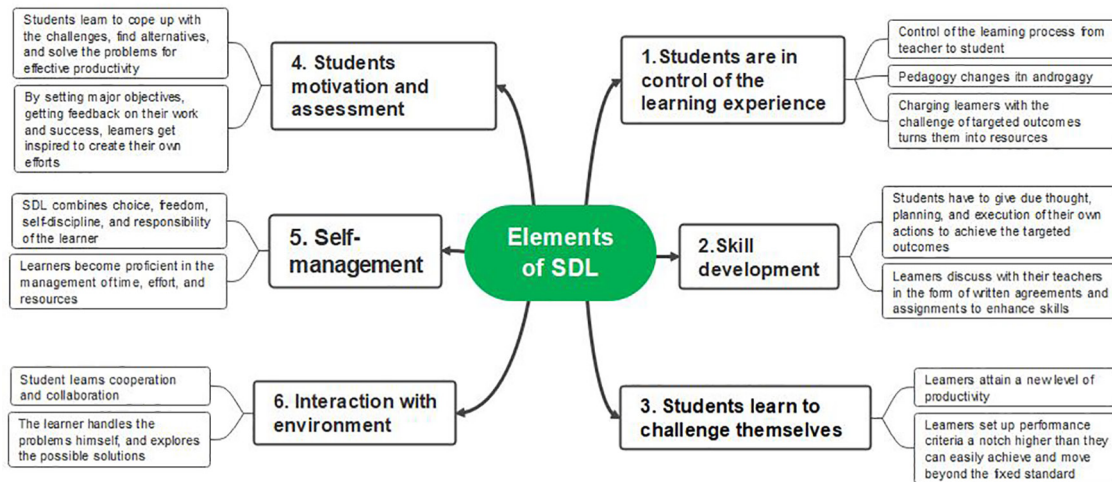 Elements
of SDL
1.Students are in
control of the
learning experience
Control of the learning process from
teacher to student
Pedagogy changes itn androgagy
Charging learners with the
challenge of targeted outcomes
turns them into resources
2.Skill
development
Students have to give due thought,
planning, and execution of their own
actions to achieve the targeted
outcomes
Learners discuss with their teachers
in the form of written agreements and
assignments to enhance skills
3. Students learn to
challenge themselves
Learners attain a new level of
productivity
Learners set up performance
criteria a notch higher than they
can easily achieve and move
beyond the fixed standard
4. Students
motivation and
assessment
Students learn to cope up with
the challenges, find alternatives,
and solve the problems for
effective productivity
By setting major objectives,
getting feedback on their work
and success, learners get
inspired to create their own
efforts
5. Self-
management
SDL combines choice, freedom,
self-discipline, and responsibility
of the learner
Learners become proficient in the
management of time, effort, and
resources
6. Interaction with
environment
Student learns cooperation
and collaboration
The learner handles the
problems himself, and explores
the possible solutions